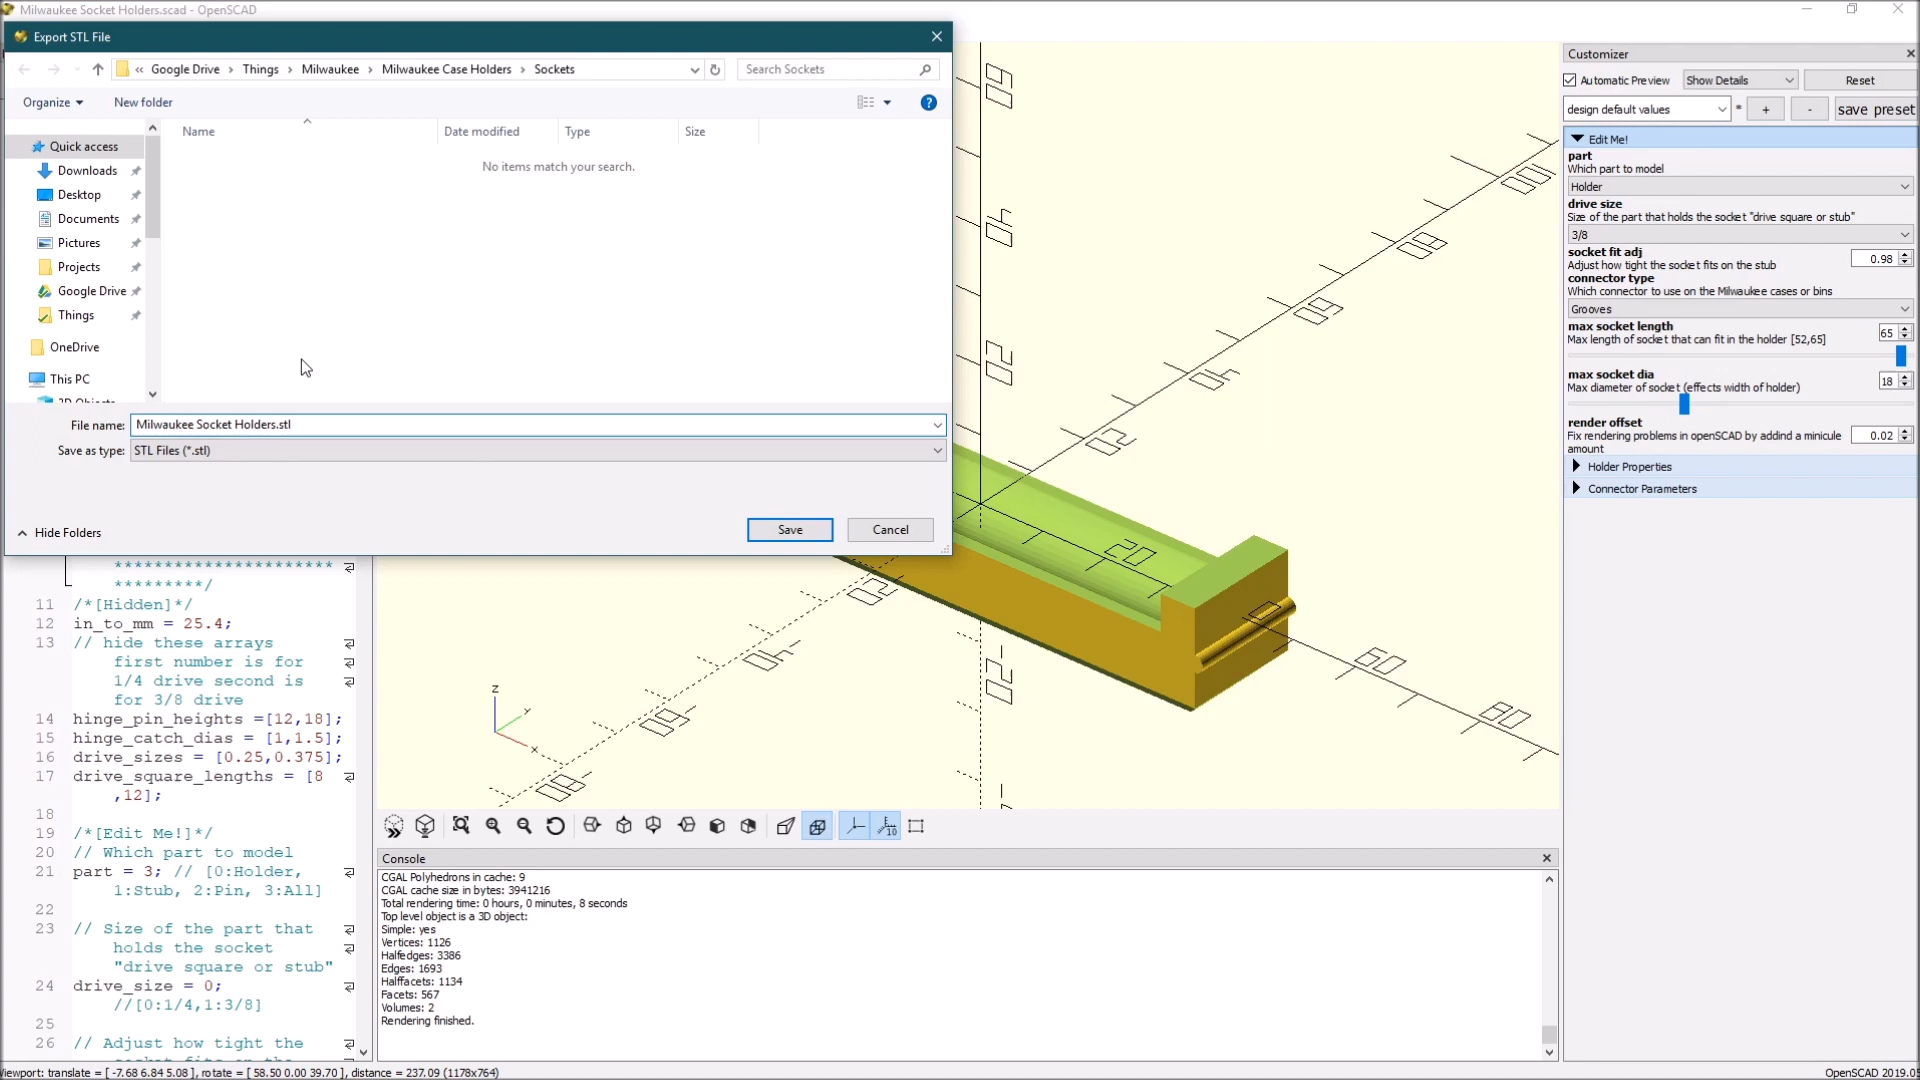 Milwaukee Socket Holders.scad - OpenSCAD
Export STL File
« Google Drive > Things > Milwaukee > Milwaukee Case Holders > Sockets
Search Sockets
Organize
New folder
Name
Date modified
Type
Size
No items match your search.
Quick access
Downloads
Desktop
Documents
Pictures
Projects
Google Drive
Things
OneDrive
This PC
File name:
Milwaukee Socket Holders.stl
Save as type:
STL Files (*.stl)
Hide Folders
Save
Cancel
**********************
*********/
11 /*[Hidden]*/
12 in_to_mm = 25.4;
13 // hide these arrays
first number is for
1/4 drive second is
for 3/8 drive
14 hinge_pin_heights =[12,18];
15 hinge_catch_dias = [1,1.5];
16 drive_sizes = [0.25,0.375];
17 drive_square_lengths = [8
,12];
18
19 /*[Edit Me!]*/
20 // Which part to model
21 part = 3; // [0:Holder,
1:Stub, 2:Pin, 3:All]
22
23 // Size of the part that
holds the socket
"drive square or stub"
24 drive_size = 0;
//[0:1/4,1:3/8]
25
26 // Adjust how tight the
60
40
20
-20
20
40
60
80
100
20
0
60
80
z
y
x
10
Console
CGAL Polyhedrons in cache: 9
CGAL cache size in bytes: 3941216
Total rendering time: 0 hours, 0 minutes, 8 seconds
Top level object is a 3D object:
Simple: yes
Vertices: 1126
Halfedges: 3386
Edges: 1693
Halffacets: 1134
Facets: 567
Volumes: 2
Rendering finished.
Customizer
Automatic Preview
Show Details
Reset
design default values
*
+
-
save preset
Edit Me!
part
Which part to model
Holder
drive size
Size of the part that holds the socket "drive square or stub"
3/8
socket fit adj
Adjust how tight the socket fits on the stub
0.98
connector type
Which connector to use on the Milwaukee cases or bins
Grooves
max socket length
Max length of socket that can fit in the holder [52,65]
65
max socket dia
Max diameter of socket (effects width of holder)
18
render offset
Fix rendering problems in openSCAD by addind a minicule
amount
0.02
Holder Properties
Connector Parameters
Viewport: translate = [ -7.68 6.84 5.08 ], rotate = [ 58.50 0.00 39.70 ], distance = 237.09 (1178x764)
OpenSCAD 2019.05